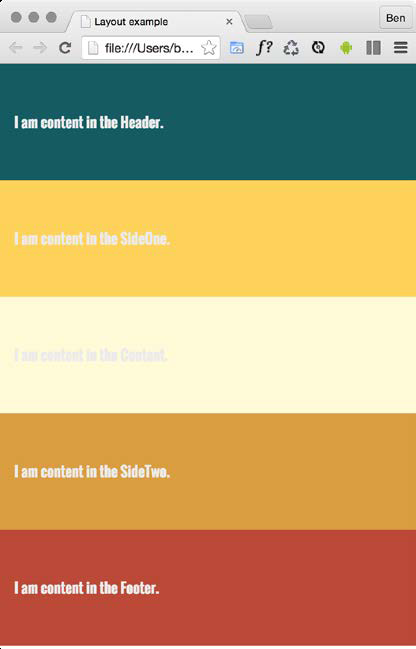 Layout example
Ben
file:///Users/b...
f?
I am content in the Header.
I am content in the SideOne.
I am content in the Content.
I am content in the SideTwo.
I am content in the Footer.